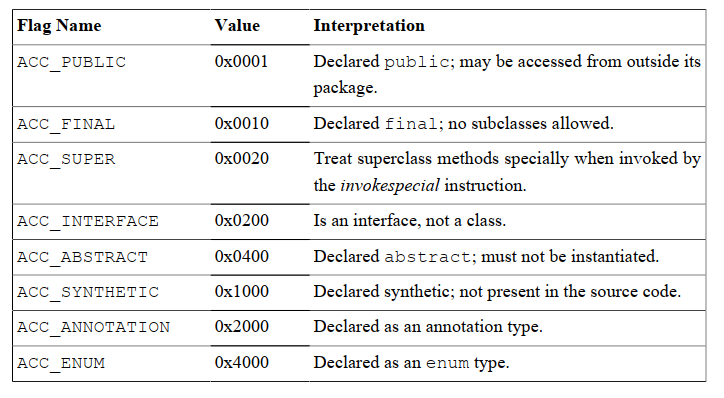 Flag Name Value Interpretation
ACC_PUBLIC 0x0001 Declared public; may be accessed from outside its
package.
ACC_FINAL 0x0010 Declared final; no subclasses allowed.
ACC_SUPER 0x0020 Treat superclass methods specially when invoked by
the invokespecial instruction.
ACC_INTERFACE 0x0200 Is an interface, not a class.
ACC_ABSTRACT 0x0400 Declared abstract; must not be instantiated.
ACC_SYNTHETIC 0x1000 Declared synthetic; not present in the source code.
ACC_ANNOTATION 0x2000 Declared as an annotation type.
ACC_ENUM 0x4000 Declared as an enum type.